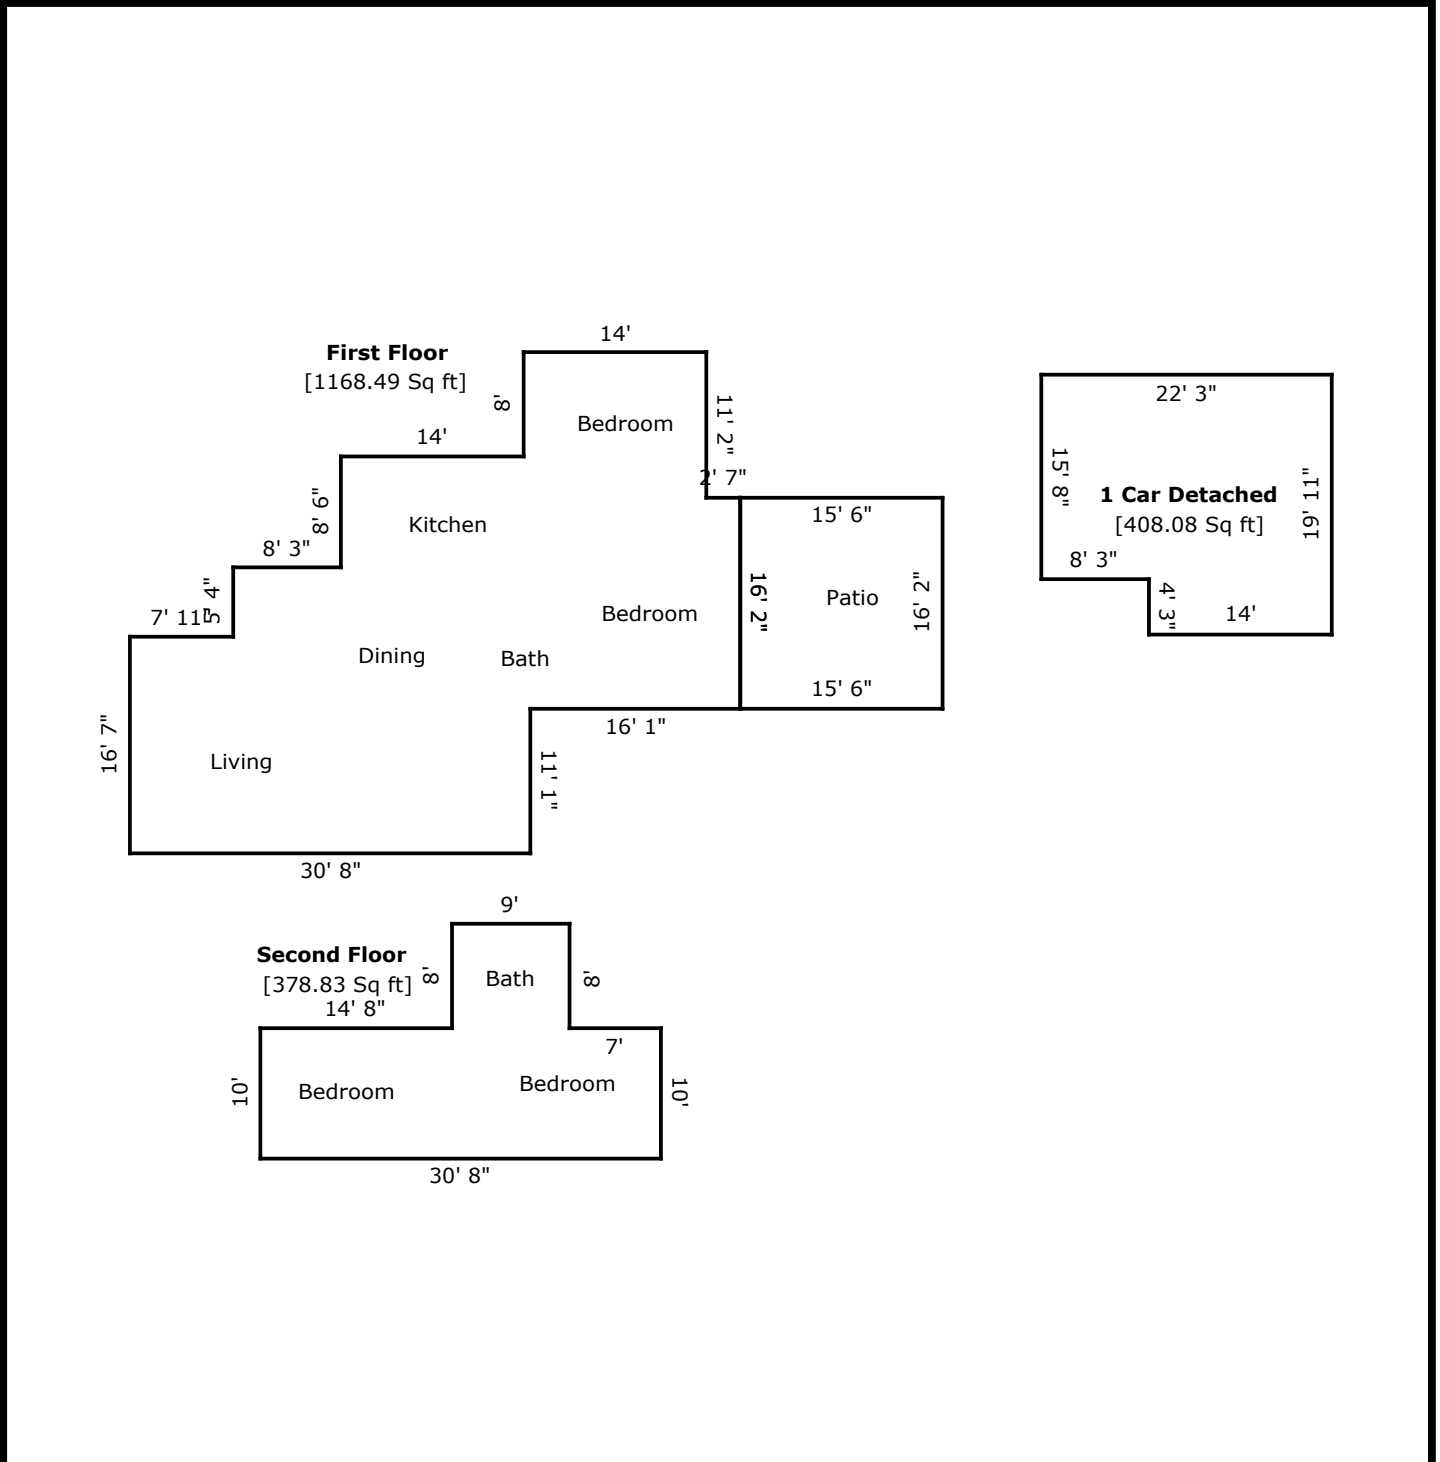 14'
First Floor
[1168.49 Sq ft]
8'
Bedroom
11' 2"
14'
2' 7"
8' 6"
Kitchen
15' 6"
8' 3"
5' 4"
7' 11"
Bedroom
16' 2"
Patio
16' 2"
Dining
Bath
15' 6"
16' 1"
16' 7"
Living
11' 1"
30' 8"
22' 3"
15' 8"
1 Car Detached
[408.08 Sq ft]
19' 11"
8' 3"
4' 3"
14'
9'
Second Floor
[378.83 Sq ft]
8'
Bath
8'
14' 8"
7'
10'
Bedroom
Bedroom
10'
30' 8"